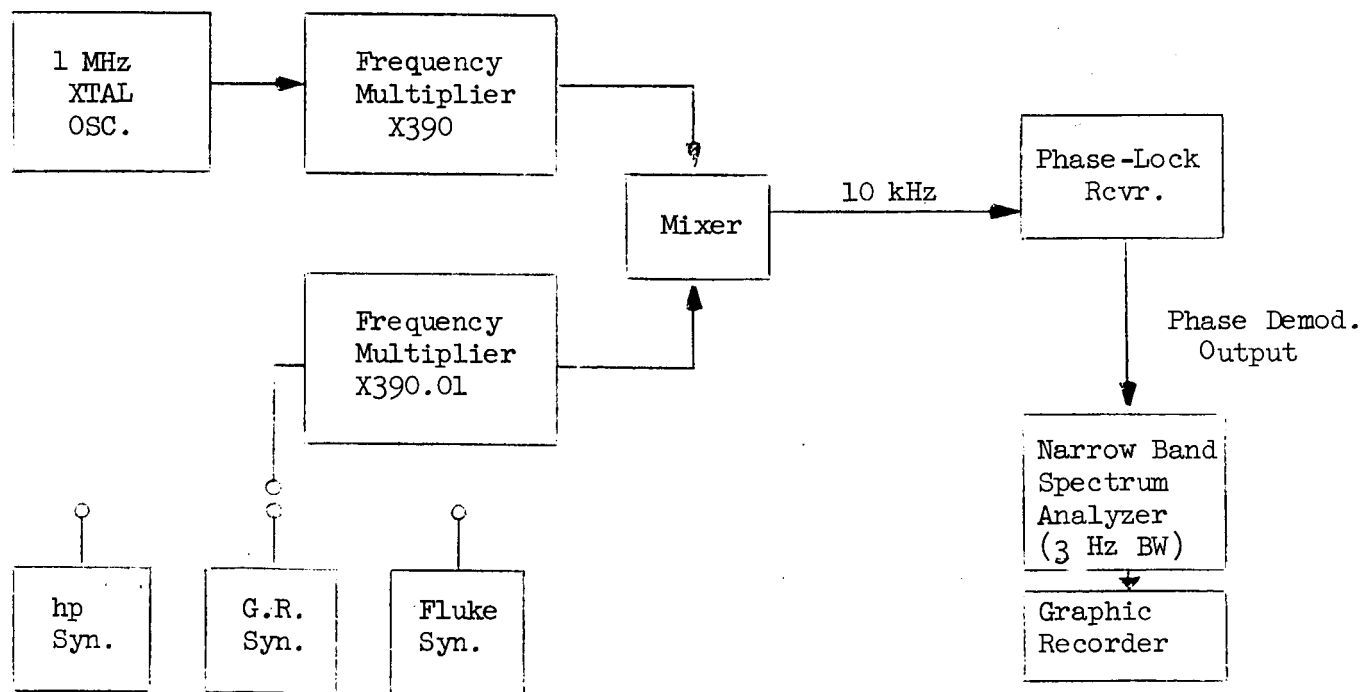 1 MHz
XTAL
OSC.
Frequency
Multiplier
X390
Mixer
10 kHz
Phase-Lock
Rcvr.
Frequency
Multiplier
X390.01
Phase Demod.
Output
Narrow Band
Spectrum
Analyzer
(3 Hz BW)
Graphic
Recorder
hp
Syn.
G.R.
Syn.
Fluke
Syn.